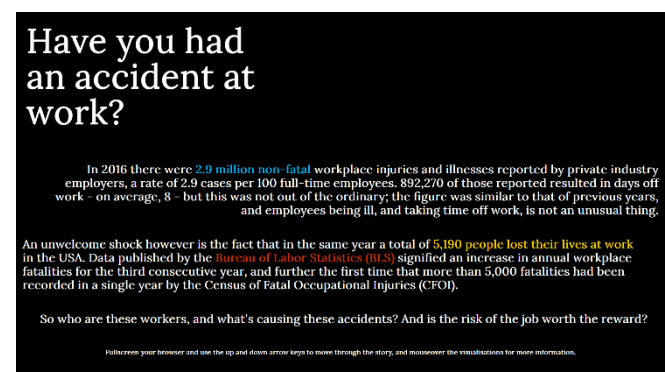 Have you had
an accident at
work?
In 2016 there were 2.9 million non-fatal workplace injuries and illnesses reported by private industry
employers, a rate of 2.9 cases per 100 full-time employees. 892,270 of those reported resulted in days off
work - on average, 8 - but this was not out of the ordinary; the figure was similar to that of previous years,
and employees being ill, and taking time off work, is not an unusual thing.
An unwelcome shock however is the fact that in the same year a total of 5,190 people lost their lives at work
in the USA. Data published by the Bureau of Labor Statistics (BLS) signified an increase in annual workplace
fatalities for the third consecutive year, and further the first time that more than 5,000 fatalities had been
recorded in a single year by the Census of Fatal Occupational Injuries (CFOI).
So who are these workers, and what's causing these accidents? And is the risk of the job worth the reward?
Fullscreen your browser and use the up and down arrow keys to move through the story, and mouseover the visualisations for more information.